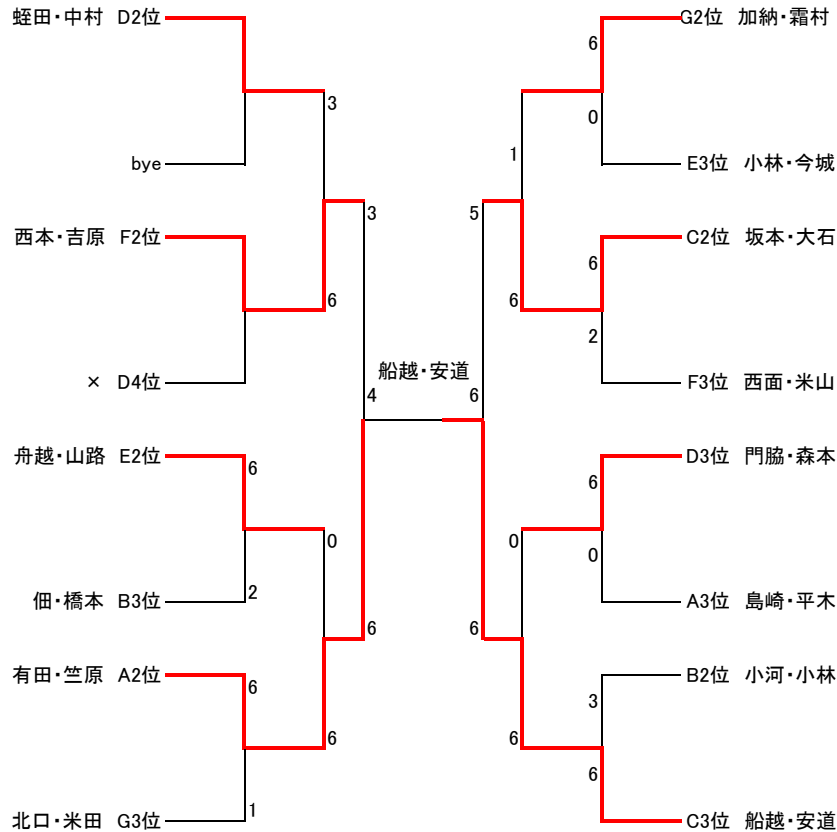 蛭田・中村 D2位
G2位 加納・霜村
6
3
0
1
bye
E3位 小林・今城
3
5
西本・吉原 F2位
C2位 坂本・大石
6
6
6
2
船越・安道
× D4位
F3位 西面・米山
4
6
舟越・山路 E2位
D3位 門脇・森本
6
6
0
0
0
2
佃・橋本 B3位
A3位 島崎・平木
6
6
有田・竺原 A2位
B2位 小河・小林
6
3
6
6
6
1
北口・米田 G3位
C3位 船越・安道